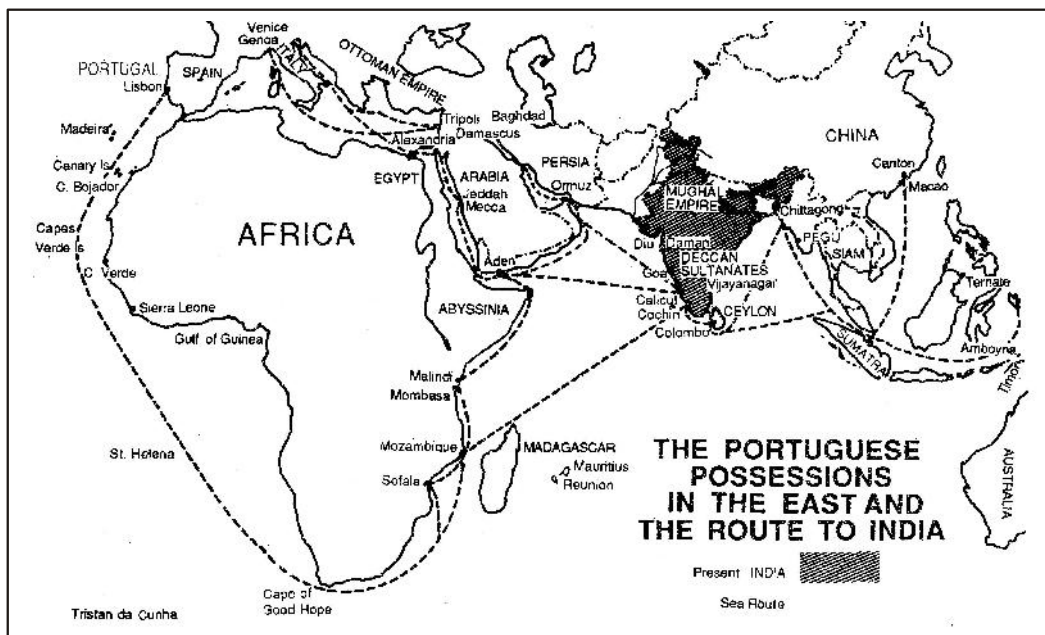 Venice
Genoa
ITALY
OTTOMAN EMPIRE
PORTUGAL
SPAIN
Lisbon
Tripoli
Baghdad
Damascus
Madeira
Alaxandria
CHINA
Canary Is
PERSIA
Canton
C. Bojador
EGYPT
ARABIA
Ormuz
Macao
Jeddah
Mecca
MUGHAL
EMPIRE
Chittagong
Capes
Verde Is
AFRICA
Diu
Damana
PEGU
SIAM
DECCAN
SULTANATES
Aden
Goa
Vijayanagar
C. Verde
Calicut
Cochin
CEYLON
Ternate
Sierra Leone
ABYSSINIA
Colombo
Gulf of Guinea
SUMATRA
Amboyna
Timor
Malindi
Mombasa
Mozambique
MADAGASCAR
St. Helena
Mauritius
Reunion
Sofala
AUSTRALIA
THE PORTUGUESE
POSSESSIONS
IN THE EAST AND
THE ROUTE TO INDIA
Present INDIA
Sea Route
Cape of
Good Hope
Tristan da Cunha